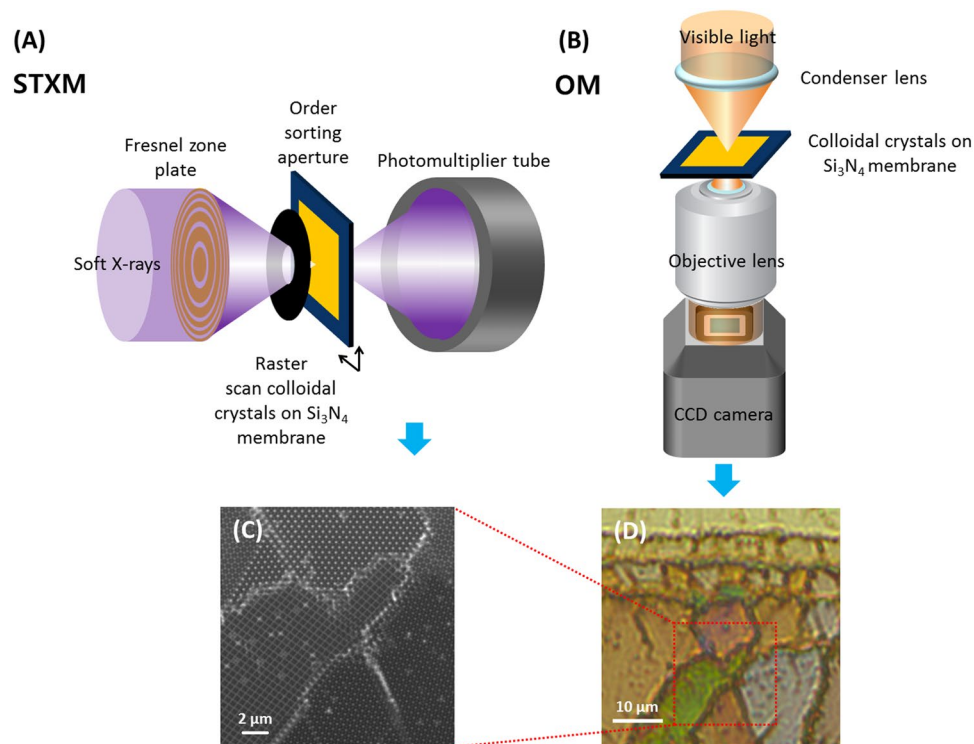 (A)
STXM
Fresnel zone
plate
Order
sorting
aperture
Photomultiplier tube
Soft X-rays
Raster
scan colloidal
crystals on Si₃N₄
membrane
(B)
OM
Visible light
Condenser lens
Colloidal crystals on
Si₃N₄ membrane
Objective lens
CCD camera
(C)
2 μm
(D)
10 μm